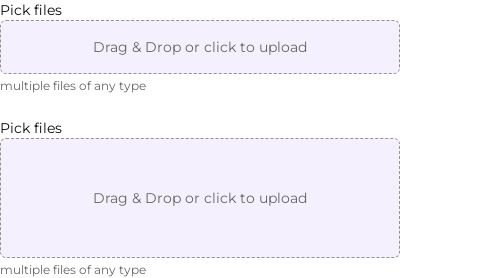 Pick files
Drag & Drop or click to upload
multiple files of any type
Pick files
Drag & Drop or click to upload
multiple files of any type